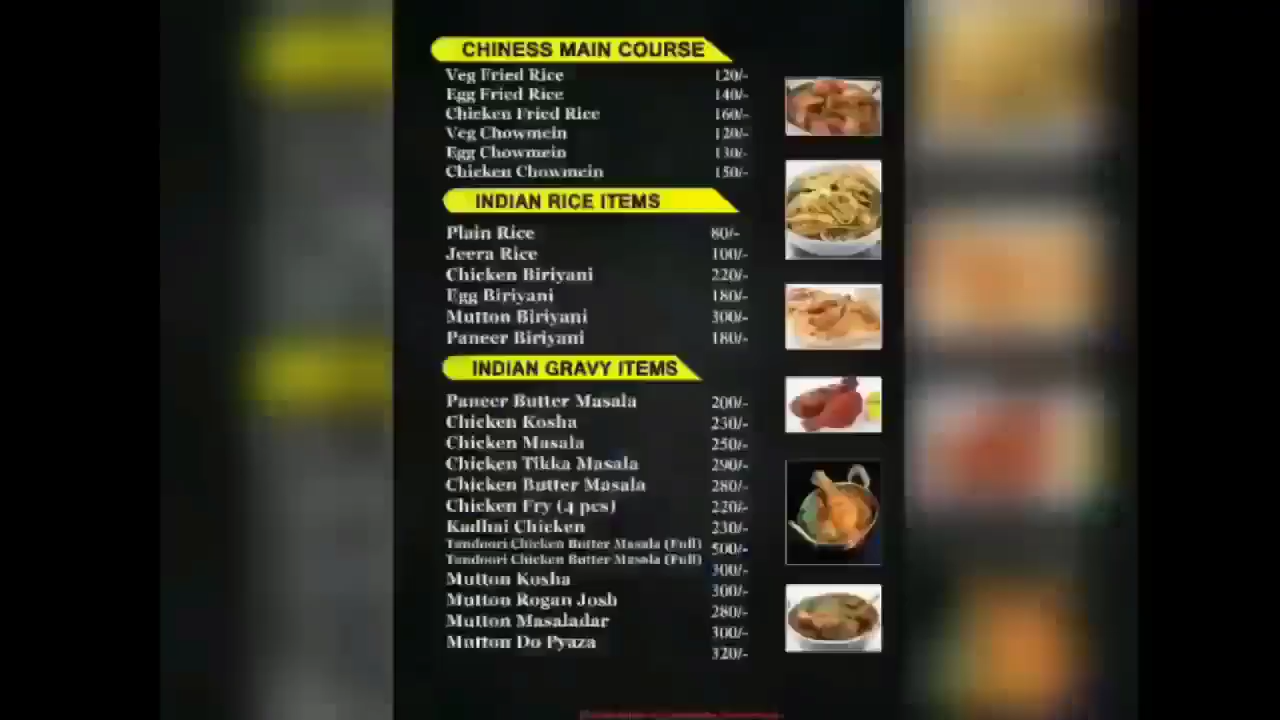 CHINESS MAIN COURSE
Veg Fried Rice 120/-
Egg Fried Rice 140/-
Chicken Fried Rice 160/-
Veg Chowmein 120/-
Egg Chowmein 130/-
Chicken Chowmein 150/-
INDIAN RICE ITEMS
Plain Rice 80/-
Jeera Rice 100/-
Chicken Biriyani 220/-
Egg Biriyani 180/-
Mutton Biriyani 300/-
Paneer Biriyani 180/-
INDIAN GRAVY ITEMS
Paneer Butter Masala 200/-
Chicken Kosha 230/-
Chicken Masala 250/-
Chicken Tikka Masala 290/-
Chicken Butter Masala 280/-
Chicken Fry (4 pcs) 220/-
Kadhai Chicken 230/-
Tandoori Chicken Butter Masala (Full) 500/-
Tandoori Chicken Butter Masala (Full) 300/-
Mutton Kosha 300/-
Mutton Rogan Josh 280/-
Mutton Masaladar 300/-
Mutton Do Pyaza 320/-